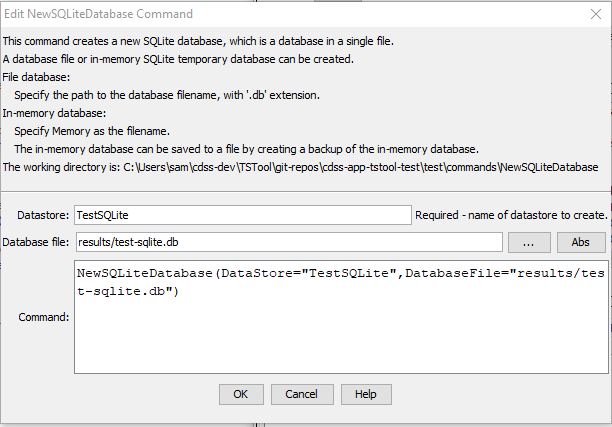 Edit NewSQLiteDatabase Command
This command creates a new SQLite database, which is a database in a single file.
A database file or in-memory SQLite temporary database can be created.
File database:
Specify the path to the database filename, with '.db' extension.
In-memory database:
Specify Memory as the filename.
The in-memory database can be saved to a file by creating a backup of the in-memory database.
The working directory is: C:\Users\sam\cdss-dev\TSTool\git-repos\cdss-app-tstool-test\test\commands\NewSQLiteDatabase
Datastore: TestSQLite Required - name of datastore to create.
Database file: results/test-sqlite.db ... Abs
NewSQLiteDatabase(DataStore="TestSQLite",DatabaseFile="results/tes
t-sqlite.db")
Command:
OK Cancel Help